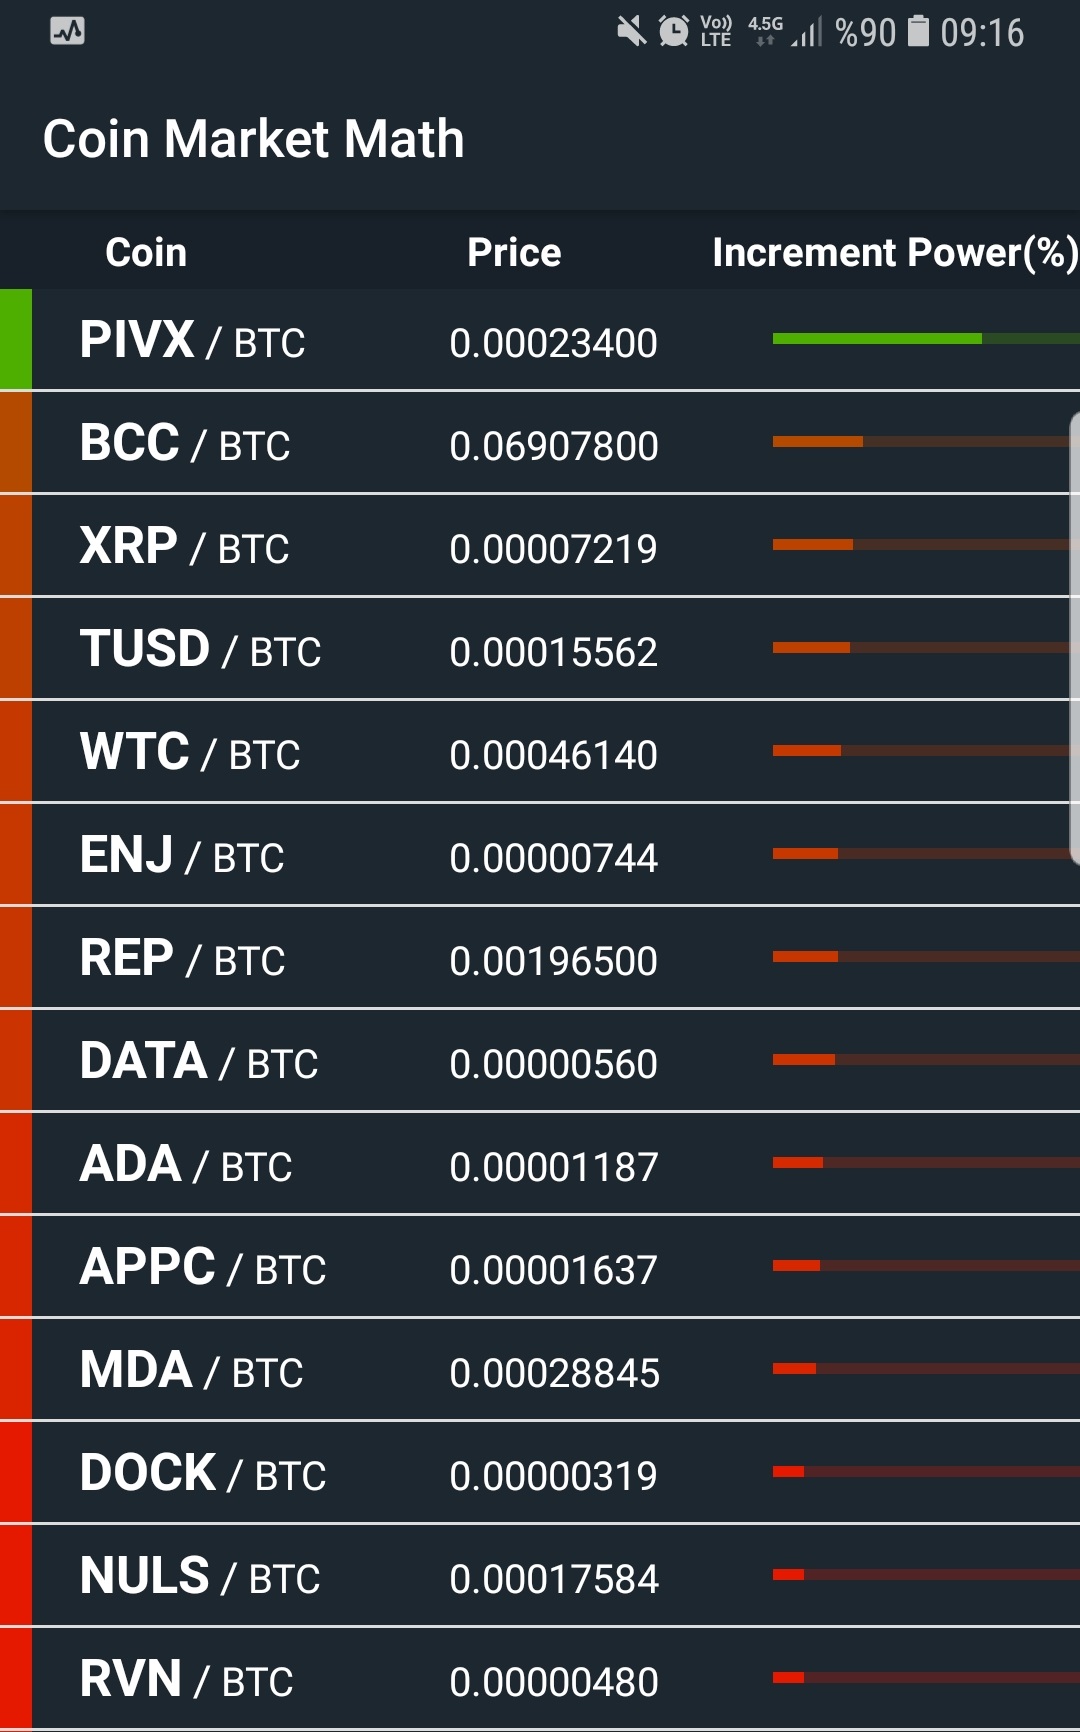 Vo)) LTE 4.5G %90 09:16
Coin Market Math
Coin Price Increment Power(%)
PIVX / BTC 0.00023400
BCC / BTC 0.06907800
XRP / BTC 0.00007219
TUSD / BTC 0.00015562
WTC / BTC 0.00046140
ENJ / BTC 0.00000744
REP / BTC 0.00196500
DATA / BTC 0.00000560
ADA / BTC 0.00001187
APPC / BTC 0.00001637
MDA / BTC 0.00028845
DOCK / BTC 0.00000319
NULS / BTC 0.00017584
RVN / BTC 0.00000480